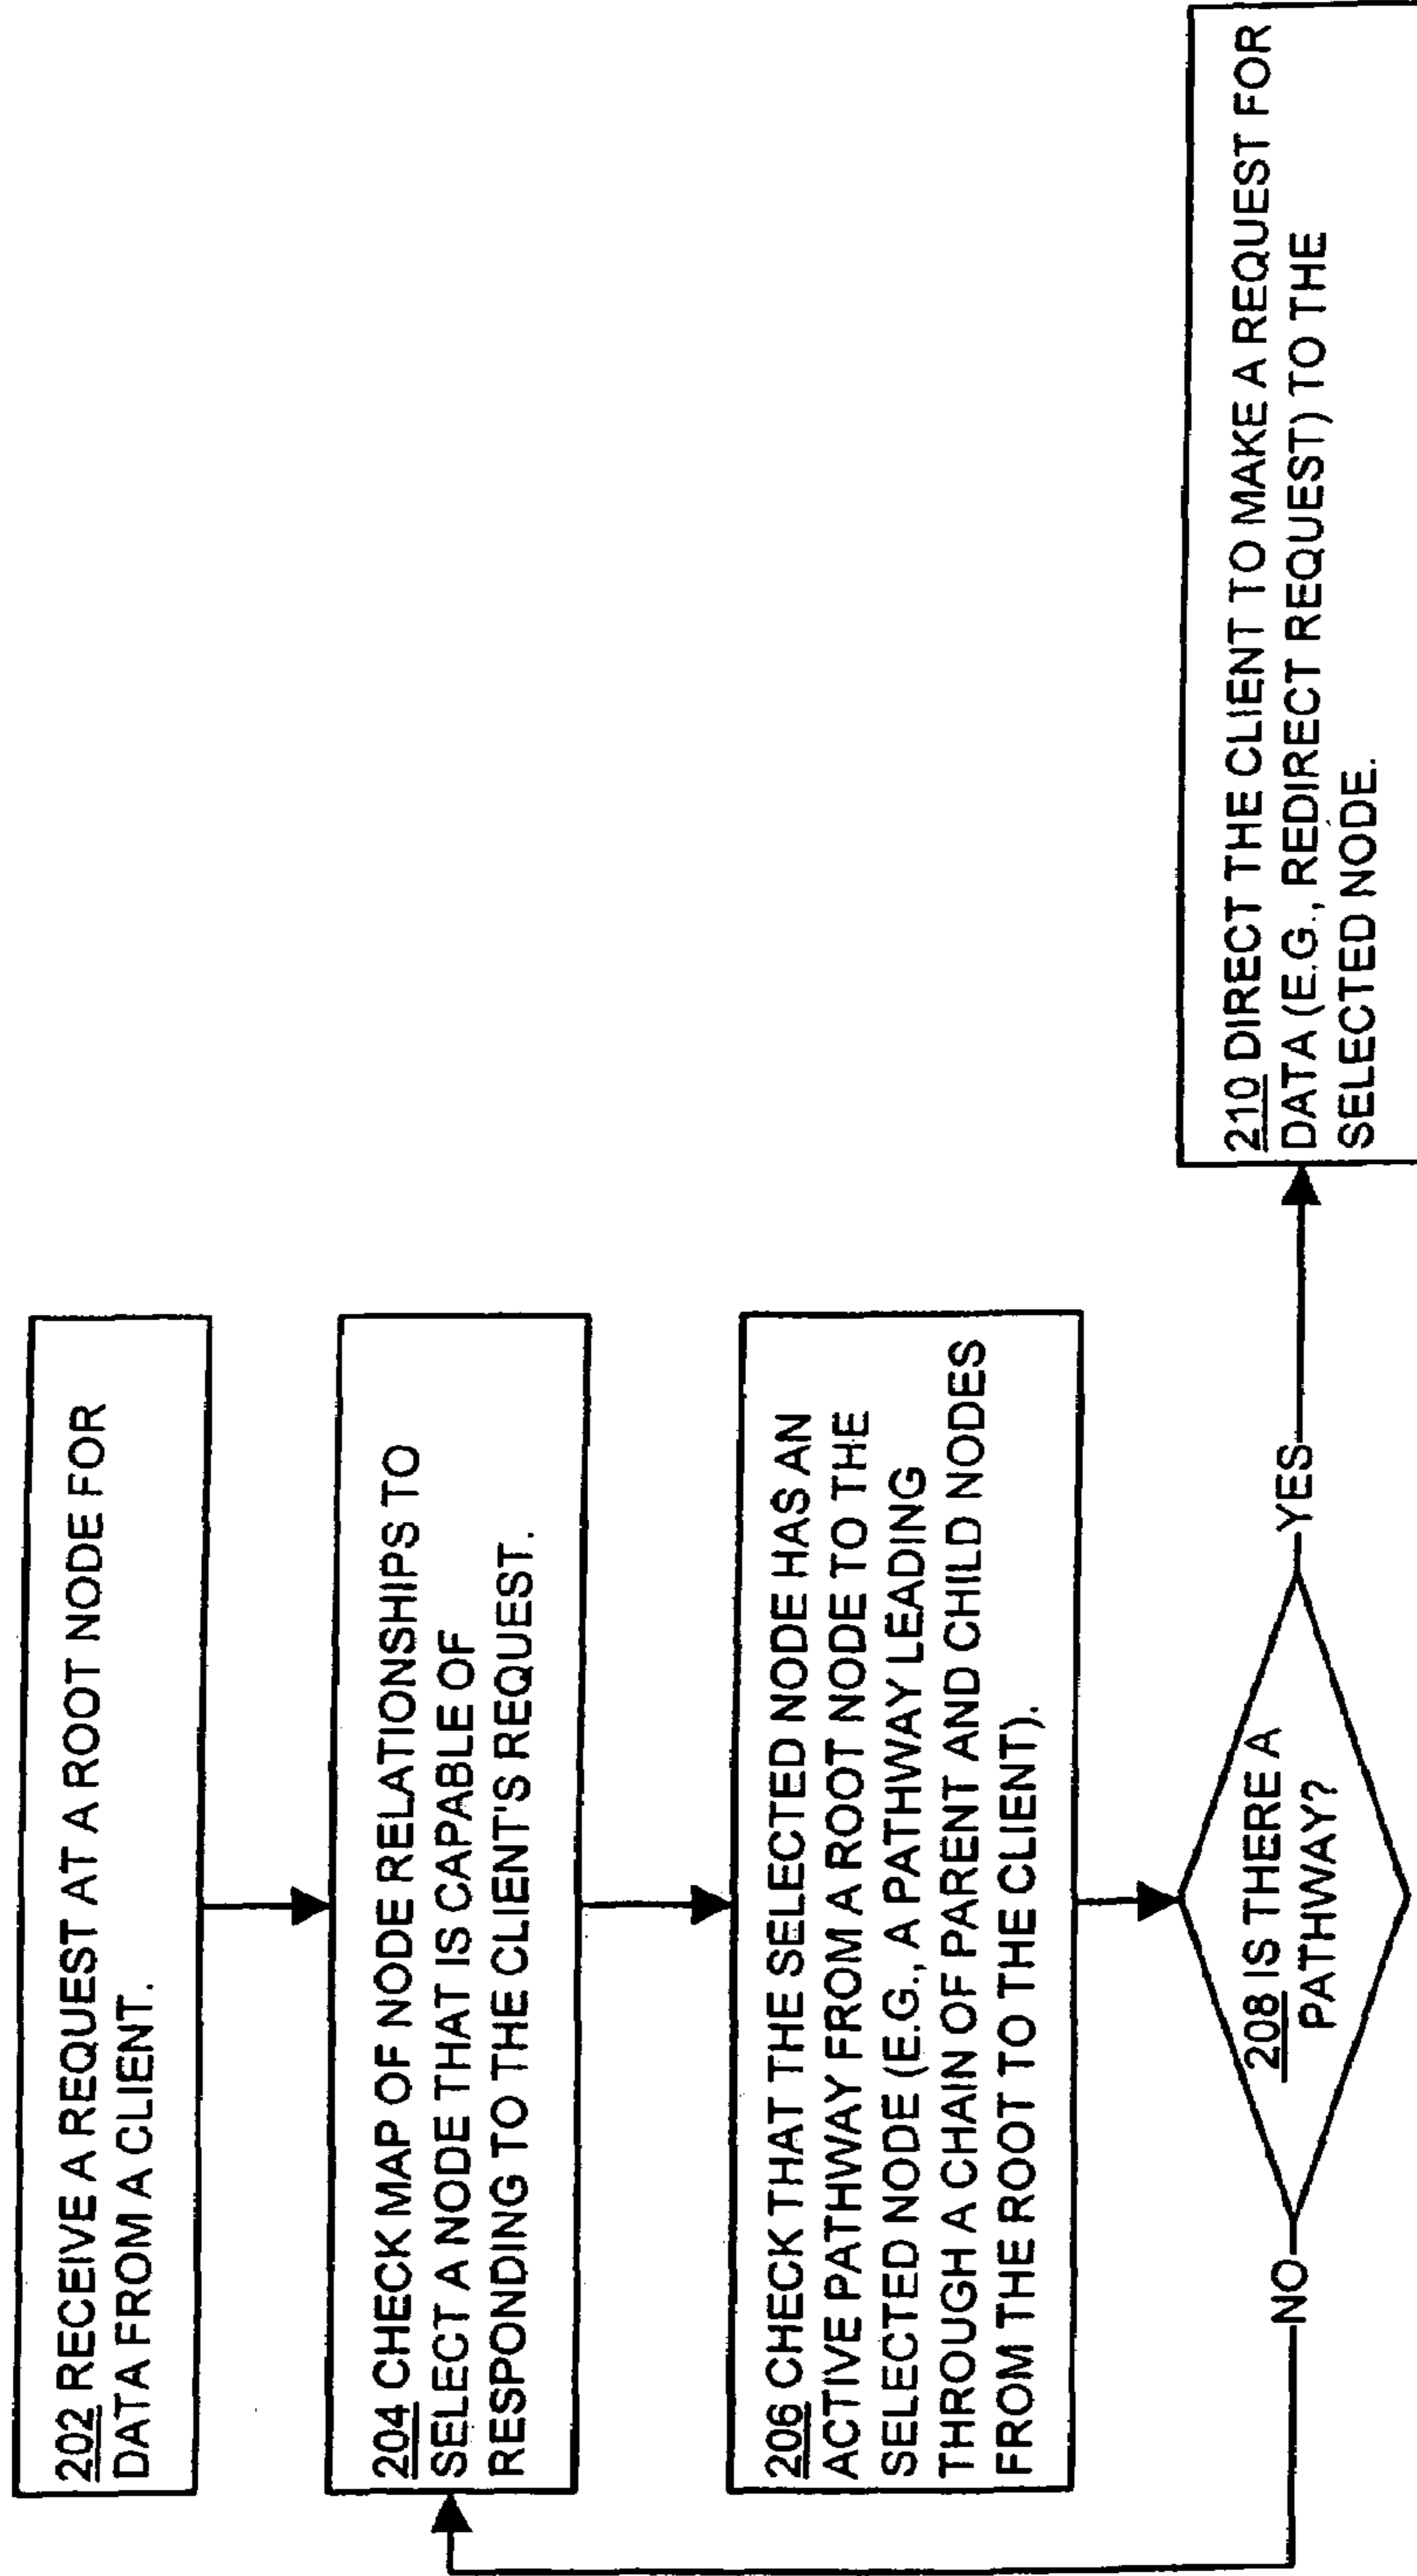 202 RECEIVE A REQUEST AT A ROOT NODE FOR
DATA FROM A CLIENT.
204 CHECK MAP OF NODE RELATIONSHIPS TO
SELECT A NODE THAT IS CAPABLE OF
RESPONDING TO THE CLIENT'S REQUEST.
206 CHECK THAT THE SELECTED NODE HAS AN
ACTIVE PATHWAY FROM A ROOT NODE TO THE
SELECTED NODE (E.G., A PATHWAY LEADING
THROUGH A CHAIN OF PARENT AND CHILD NODES
FROM THE ROOT TO THE CLIENT).
208 IS THERE A
PATHWAY?
NO
YES
210 DIRECT THE CLIENT TO MAKE A REQUEST FOR
DATA (E.G., REDIRECT REQUEST) TO THE
SELECTED NODE.